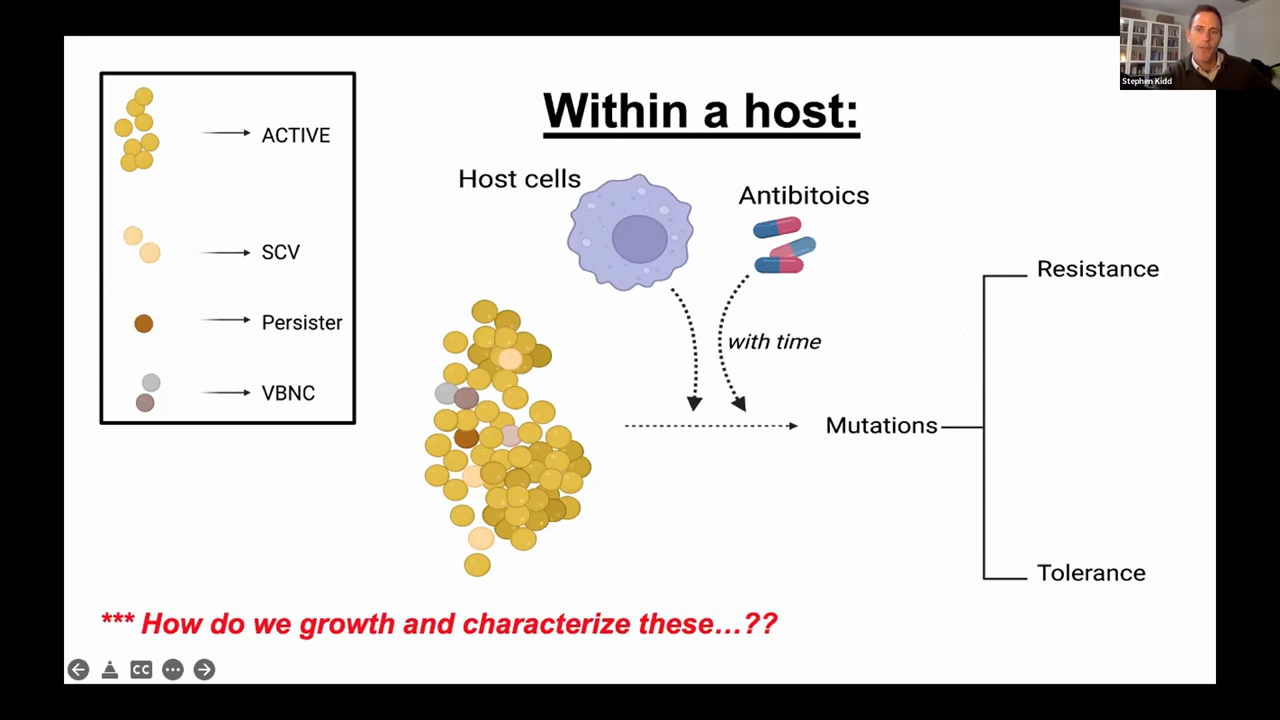 Stephen Kidd
Within a host:
ACTIVE
SCV
Persister
VBNC
Host cells
Antibitoics
with time
Mutations
Resistance
Tolerance
*** How do we growth and characterize these...??
CC